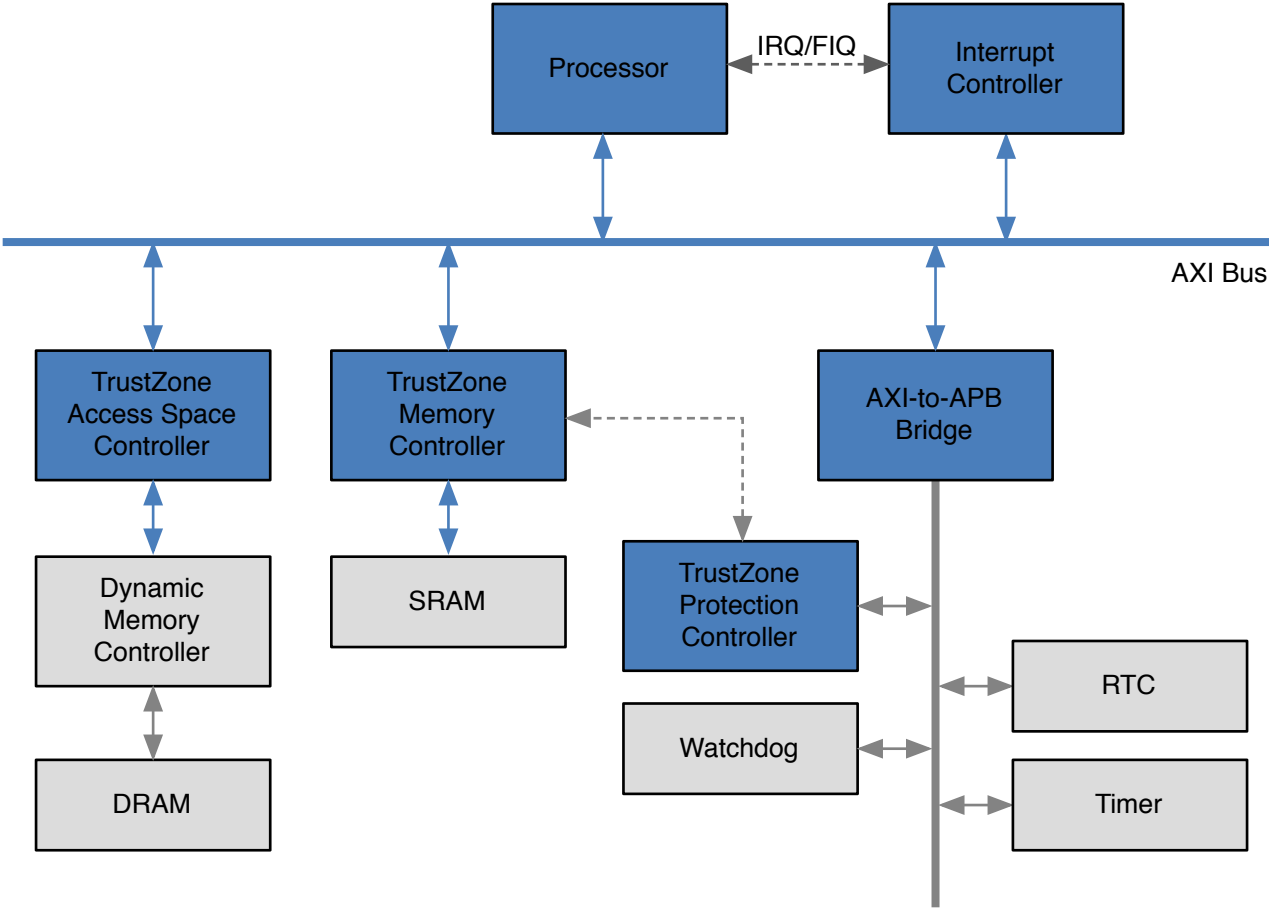 Processor
IRQ/FIQ
Interrupt
Controller
AXI Bus
TrustZone
Access Space
Controller
TrustZone
Memory
Controller
AXI-to-APB
Bridge
Dynamic
Memory
Controller
SRAM
TrustZone
Protection
Controller
RTC
Watchdog
DRAM
Timer